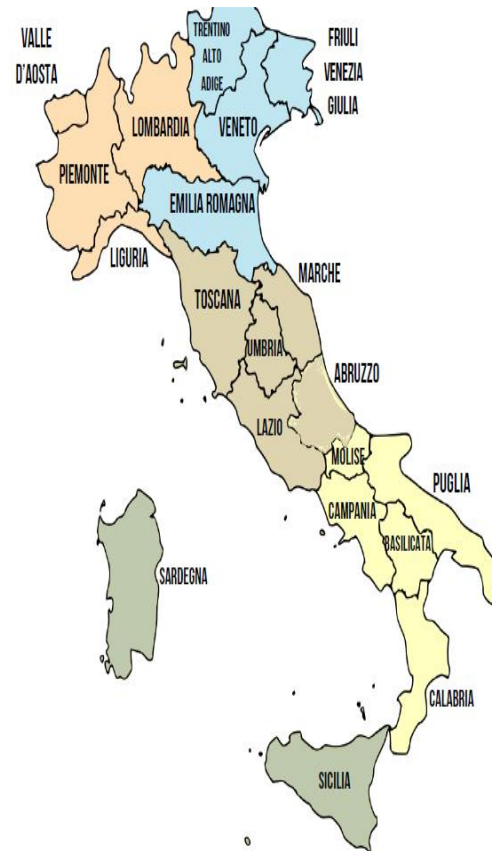 VALLE
D'AOSTA
TRENTINO
ALTO
ADIGE
FRIULI
VENEZIA
GIULIA
LOMBARDIA
VENETO
PIEMONTE
EMILIA ROMAGNA
LIGURIA
MARCHE
TOSCANA
UMBRIA
ABRUZZO
LAZIO
MOLISE
PUGLIA
CAMPANIA
BASILICATA
SARDEGNA
CALABRIA
SICILIA